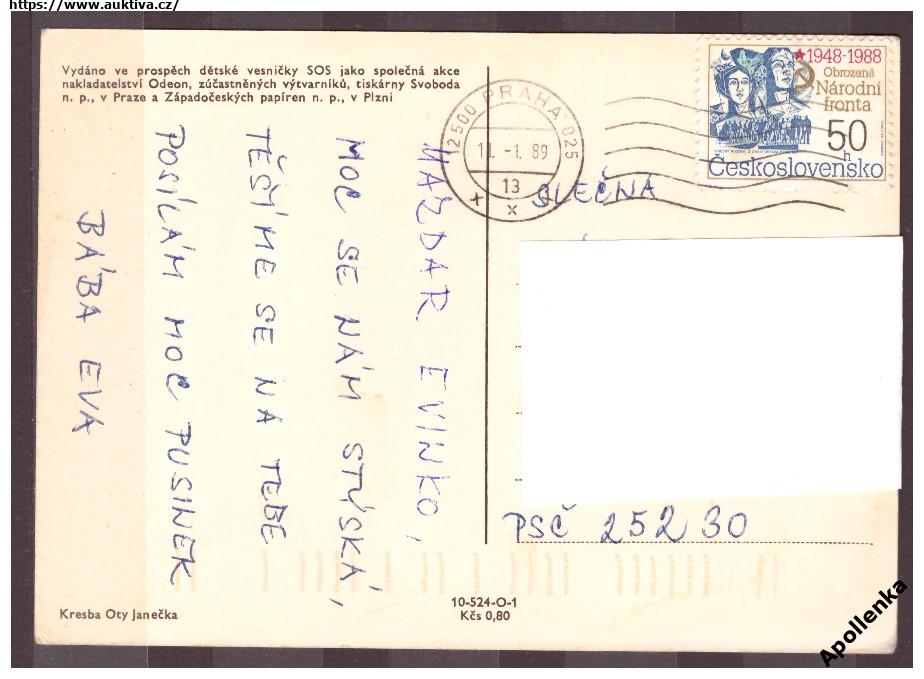 https://www.auktiva.cz/
Vydáno ve prospěch dětské vesničky SOS jako společná akce
nakladatelství Odeon, zúčastněných výtvarníků, tiskárny Svoboda
n. p., v Praze a Západočeských papíren n. p., v Plzni
NAZDAR EVINKO,
MOC SE NÁM STÝSKÁ,
TĚŠÍME SE NA TEBE
POSÍLÁM MOC PUSINEK
BÁBA EVA
PRAHA 025
-1. 89
13
1948-1988
Obrozená
Národní
fronta
50
h
Československo
SLEČNA
PSČ 252 30
Kresba Oty Janečka
10-524-O-1
Kčs 0,80
Apollenka